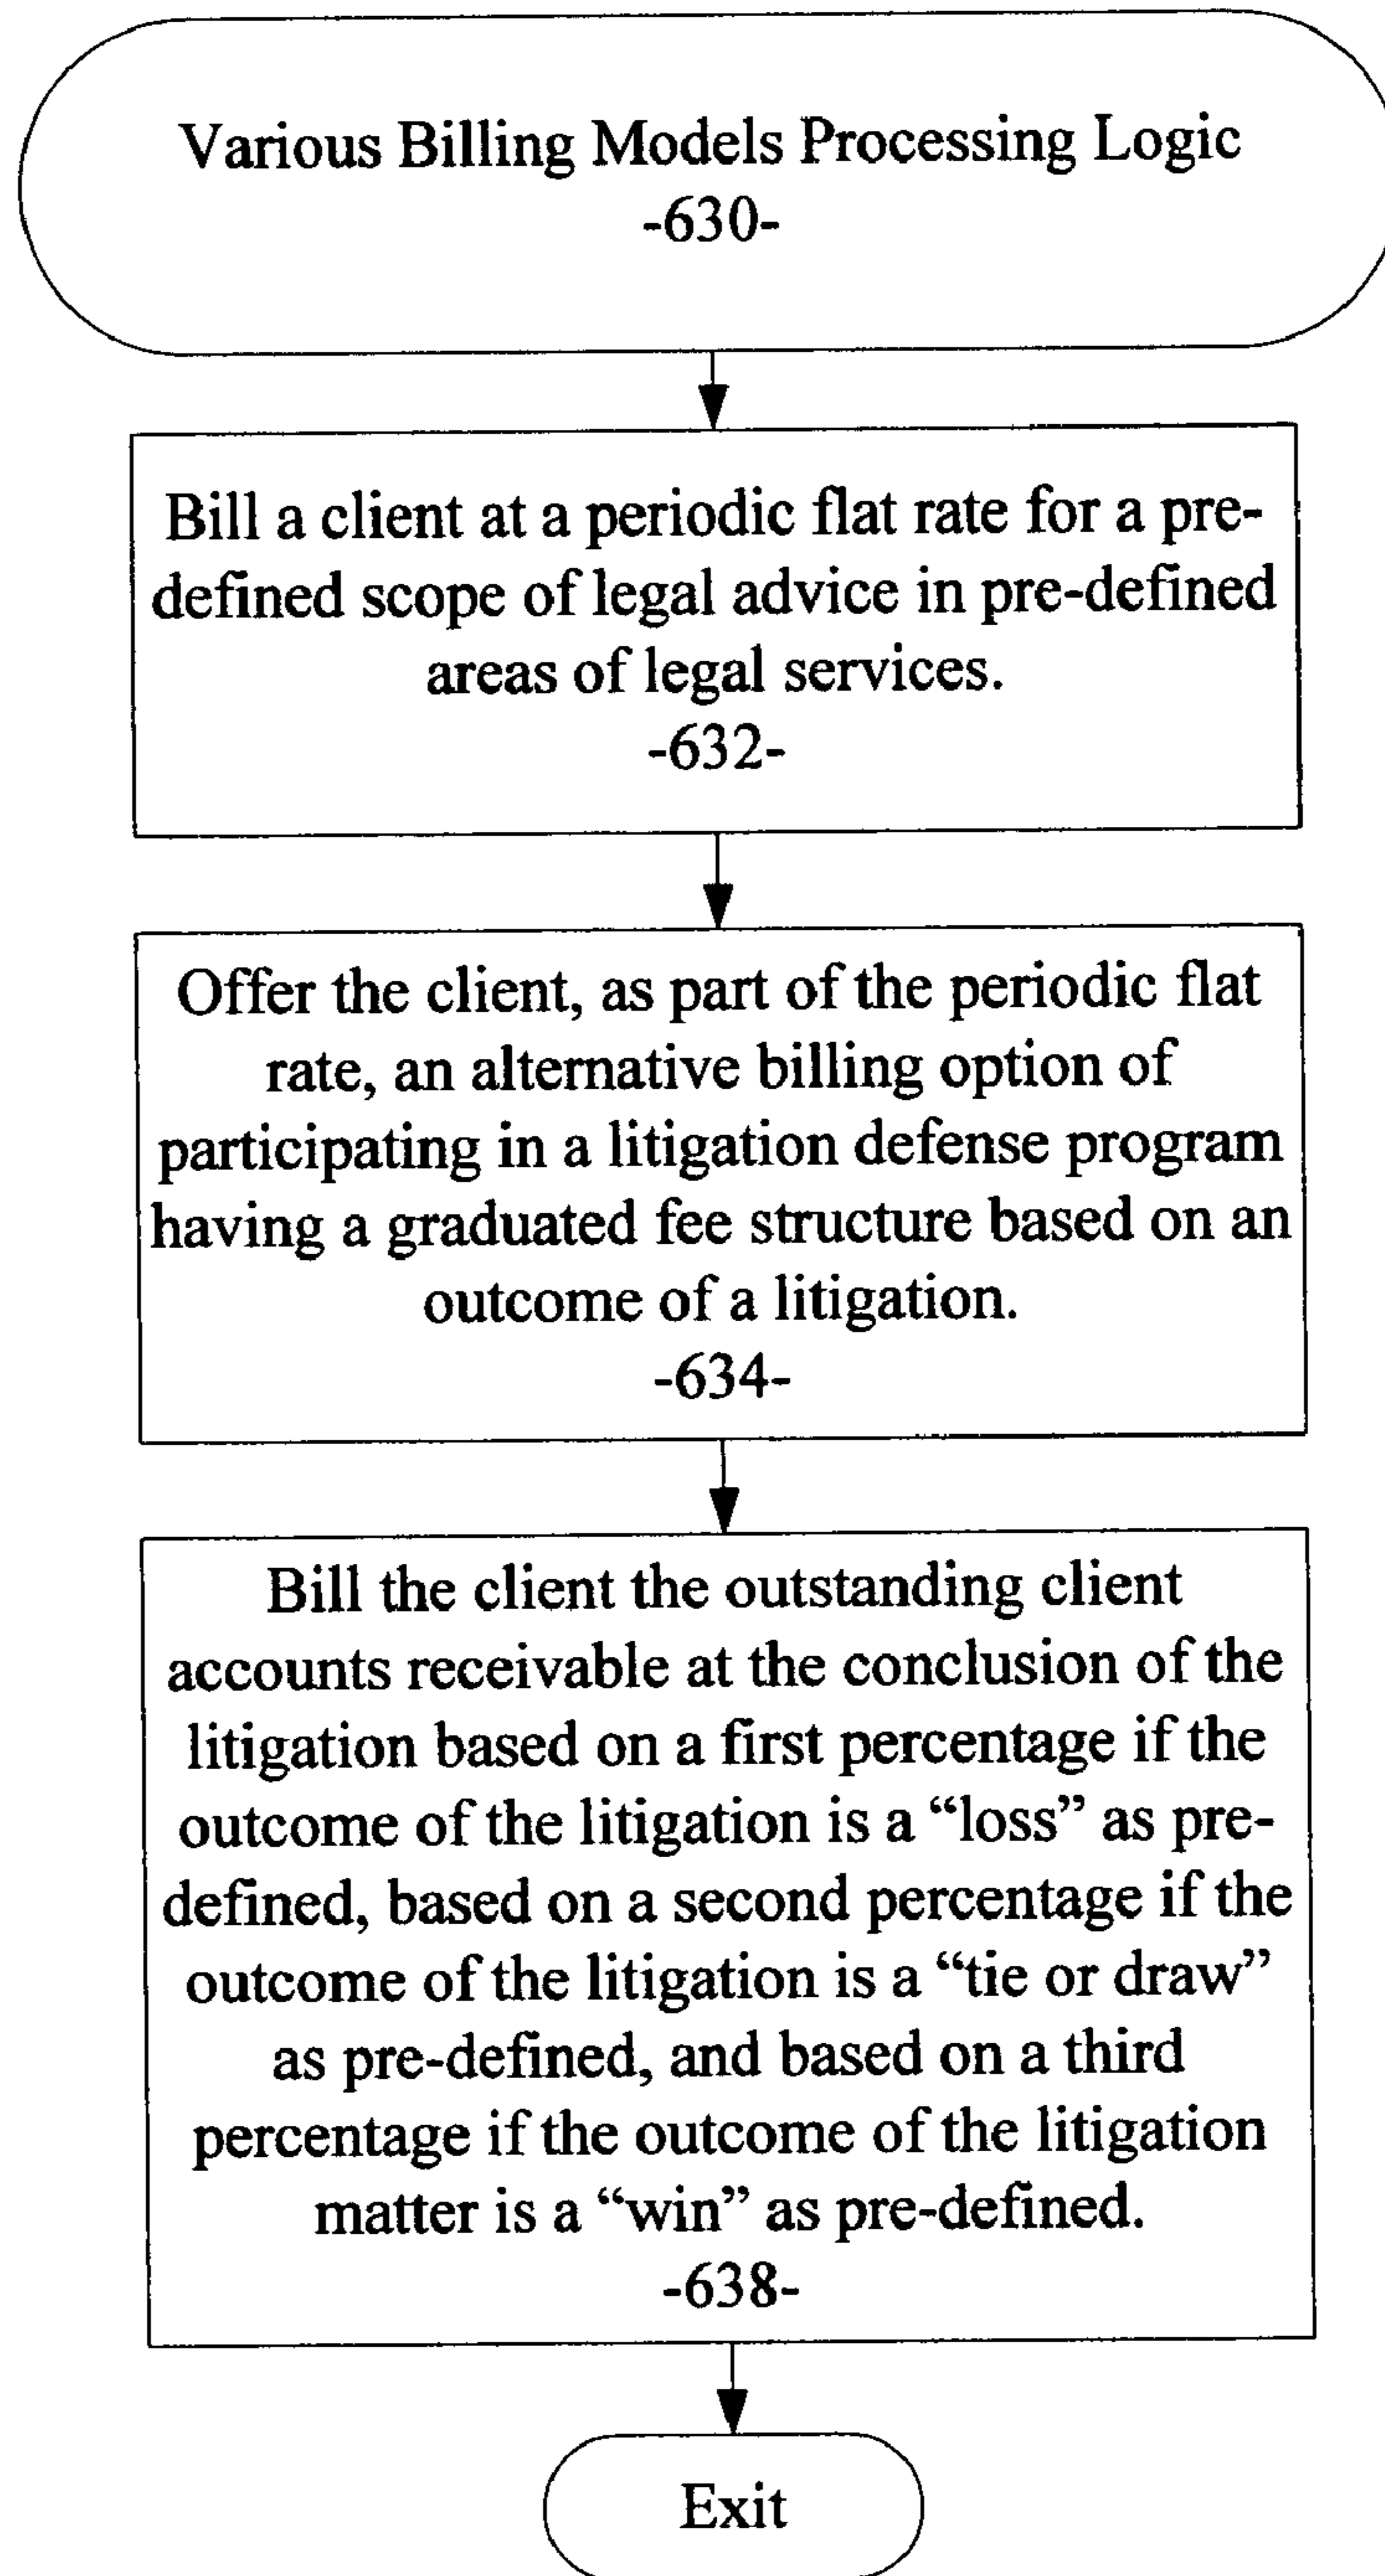 Various Billing Models Processing Logic
-630-
Bill a client at a periodic flat rate for a pre-
defined scope of legal advice in pre-defined
areas of legal services.
-632-
Offer the client, as part of the periodic flat
rate, an alternative billing option of
participating in a litigation defense program
having a graduated fee structure based on an
outcome of a litigation.
-634-
Bill the client the outstanding client
accounts receivable at the conclusion of the
litigation based on a first percentage if the
outcome of the litigation is a “loss” as pre-
defined, based on a second percentage if the
outcome of the litigation is a “tie or draw”
as pre-defined, and based on a third
percentage if the outcome of the litigation
matter is a “win” as pre-defined.
-638-
Exit